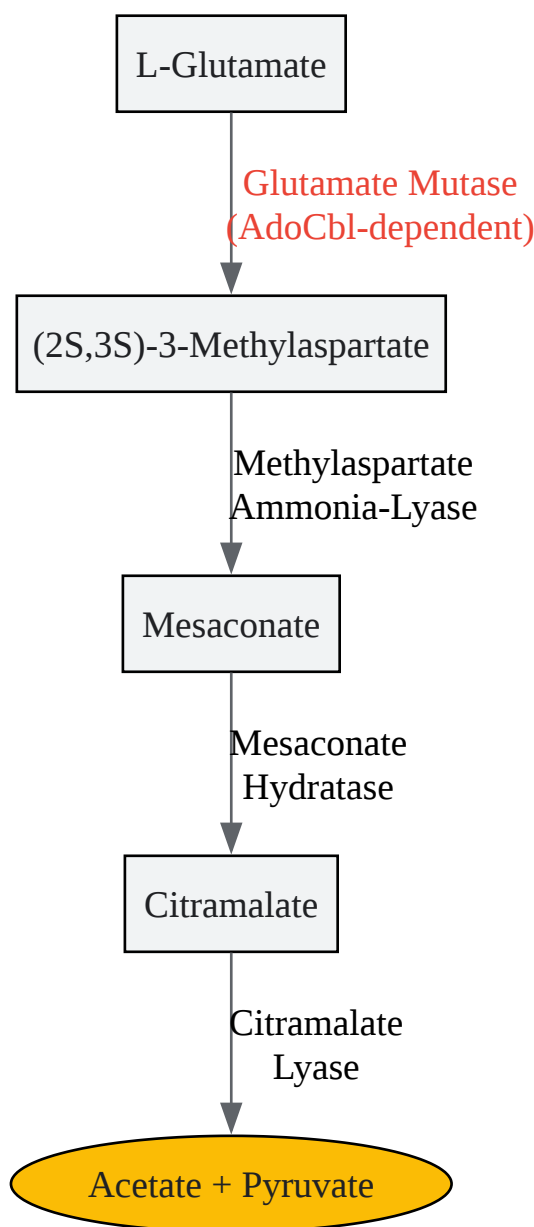 L-Glutamate
Glutamate Mutase
(AdoCbl-dependent)
(2S,3S)-3-Methylaspartate
Methylaspartate
Ammonia-Lyase
Mesaconate
Mesaconate
Hydratase
Citramalate
Citramalate
Lyase
Acetate + Pyruvate